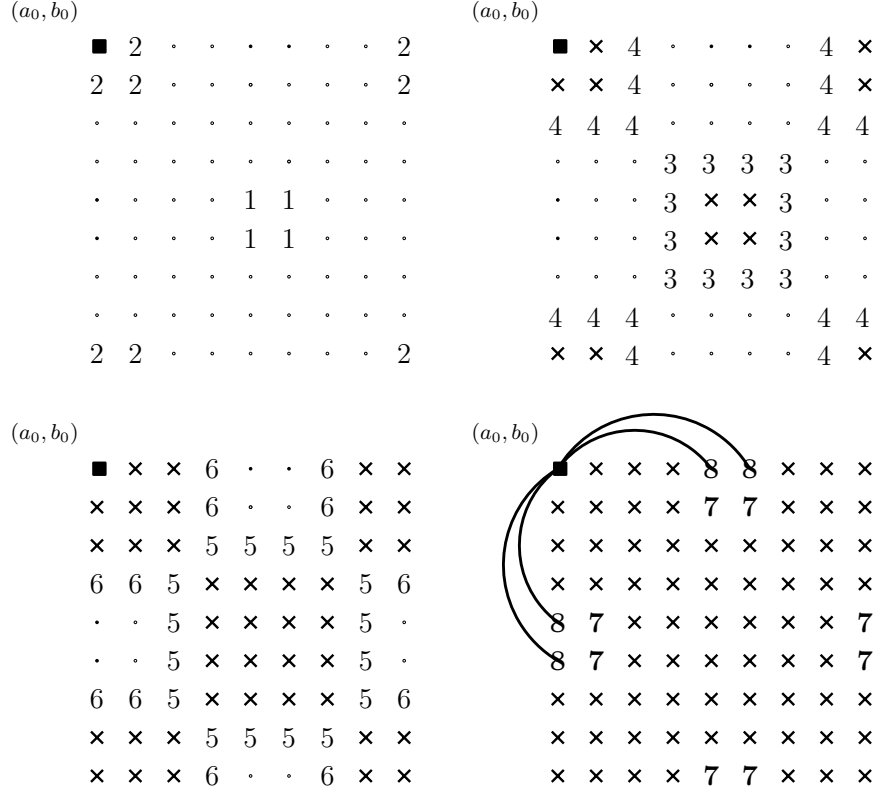 (a₀, b₀) (a₀, b₀)
■ 2 ∘ ∘ · · ∘ ∘ 2 ■ × 4 ∘ · · ∘ 4 ×
2 2 ∘ ∘ ∘ ∘ ∘ ∘ 2 × × 4 ∘ ∘ ∘ ∘ 4 ×
∘ ∘ ∘ ∘ ∘ ∘ ∘ ∘ ∘ 4 4 4 ∘ ∘ ∘ ∘ 4 4
∘ ∘ ∘ ∘ ∘ ∘ ∘ ∘ ∘ ∘ ∘ ∘ 3 3 3 3 ∘ ∘
· ∘ ∘ ∘ 1 1 ∘ ∘ ∘ · ∘ ∘ 3 × × 3 ∘ ∘
· ∘ ∘ ∘ 1 1 ∘ ∘ ∘ · ∘ ∘ 3 × × 3 ∘ ∘
∘ ∘ ∘ ∘ ∘ ∘ ∘ ∘ ∘ ∘ ∘ ∘ 3 3 3 3 ∘ ∘
∘ ∘ ∘ ∘ ∘ ∘ ∘ ∘ ∘ 4 4 4 ∘ ∘ ∘ ∘ 4 4
2 2 ∘ ∘ ∘ ∘ ∘ ∘ 2 × × 4 ∘ ∘ ∘ ∘ 4 ×
(a₀, b₀) (a₀, b₀)
■ × × 6 · · 6 × × ■ × × × 8 8 × × ×
× × × 6 ∘ ∘ 6 × × × × × × 7 7 × × ×
× × × 5 5 5 5 × × × × × × × × × × ×
6 6 5 × × × × 5 6 × × × × × × × × ×
· ∘ 5 × × × × 5 ∘ 8 7 × × × × × × 7
· ∘ 5 × × × × 5 ∘ 8 7 × × × × × × 7
6 6 5 × × × × 5 6 × × × × × × × × ×
× × × 5 5 5 5 × × × × × × × × × × ×
× × × 6 ∘ ∘ 6 × × × × × × 7 7 × × ×